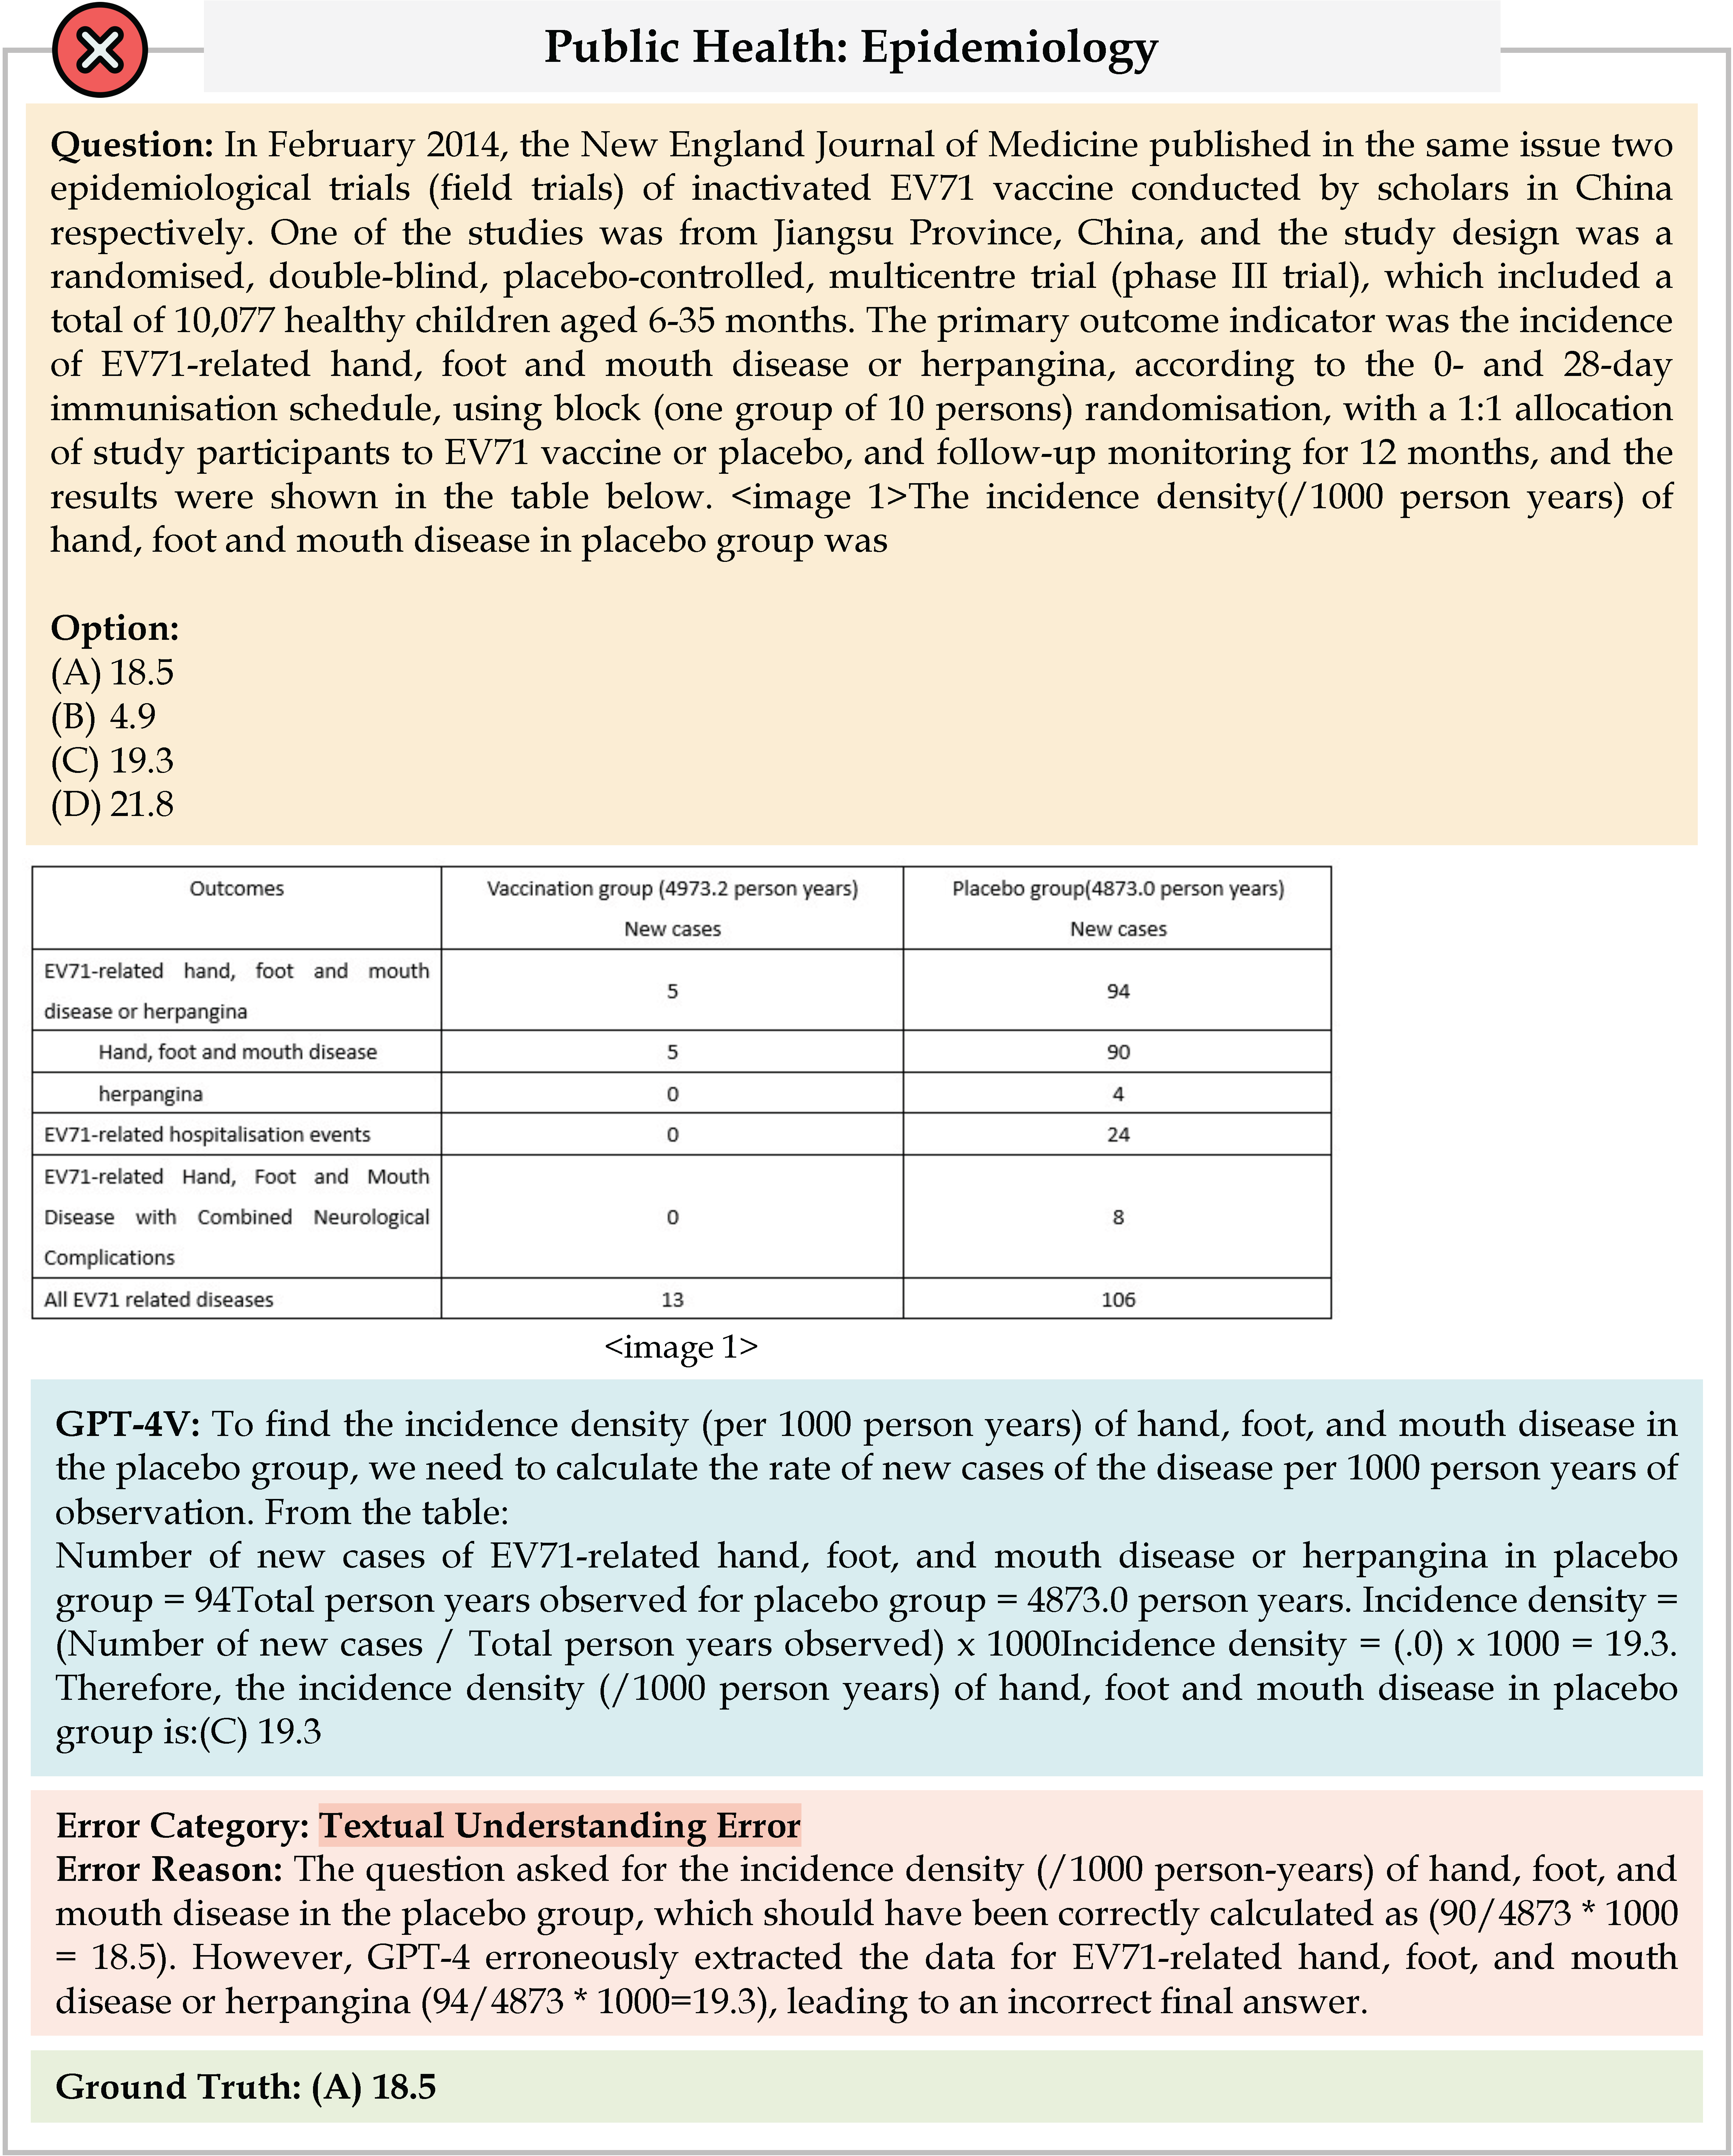 Public Health: Epidemiology
Question: In February 2014, the New England Journal of Medicine published in the same issue two
epidemiological trials (field trials) of inactivated EV71 vaccine conducted by scholars in China
respectively. One of the studies was from Jiangsu Province, China, and the study design was a
randomised, double-blind, placebo-controlled, multicentre trial (phase III trial), which included a
total of 10,077 healthy children aged 6-35 months. The primary outcome indicator was the incidence
of EV71-related hand, foot and mouth disease or herpangina, according to the 0- and 28-day
immunisation schedule, using block (one group of 10 persons) randomisation, with a 1:1 allocation
of study participants to EV71 vaccine or placebo, and follow-up monitoring for 12 months, and the
results were shown in the table below. <image 1>The incidence density(/1000 person years) of
hand, foot and mouth disease in placebo group was
Option:
(A) 18.5
(B) 4.9
(C) 19.3
(D) 21.8
Outcomes Vaccination group (4973.2 person years) Placebo group(4873.0 person years)
New cases New cases
EV71-related hand, foot and mouth
disease or herpangina 5 94
Hand, foot and mouth disease 5 90
herpangina 0 4
EV71-related hospitalisation events 0 24
EV71-related Hand, Foot and Mouth
Disease with Combined Neurological 0 8
Complications
All EV71 related diseases 13 106
<image 1>
GPT-4V: To find the incidence density (per 1000 person years) of hand, foot, and mouth disease in
the placebo group, we need to calculate the rate of new cases of the disease per 1000 person years of
observation. From the table:
Number of new cases of EV71-related hand, foot, and mouth disease or herpangina in placebo
group = 94Total person years observed for placebo group = 4873.0 person years. Incidence density =
(Number of new cases / Total person years observed) x 1000Incidence density = (.0) x 1000 = 19.3.
Therefore, the incidence density (/1000 person years) of hand, foot and mouth disease in placebo
group is:(C) 19.3
Error Category: Textual Understanding Error
Error Reason: The question asked for the incidence density (/1000 person-years) of hand, foot, and
mouth disease in the placebo group, which should have been correctly calculated as (90/4873 * 1000
= 18.5). However, GPT-4 erroneously extracted the data for EV71-related hand, foot, and mouth
disease or herpangina (94/4873 * 1000=19.3), leading to an incorrect final answer.
Ground Truth: (A) 18.5